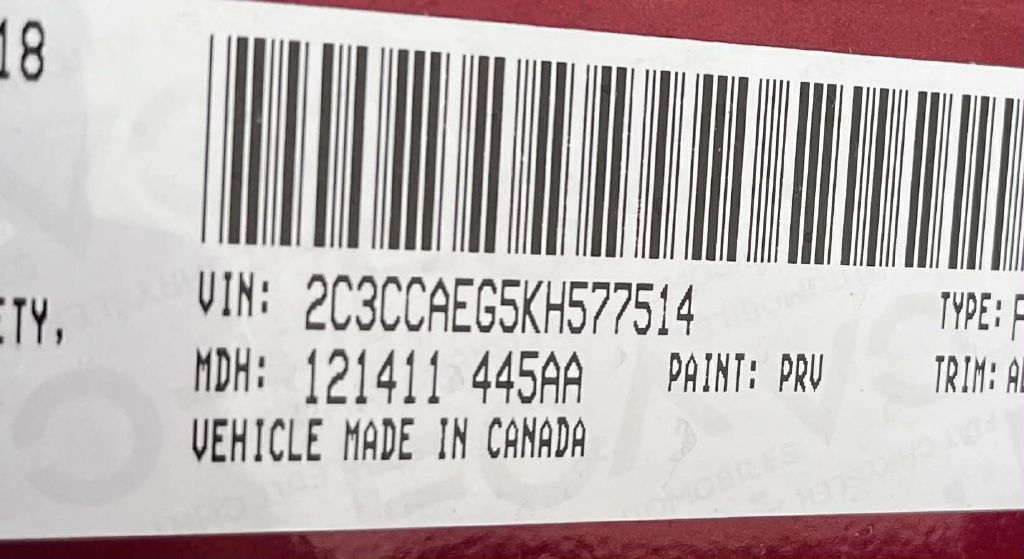 18
ETY,
VIN: 2C3CCAEG5KH577514 TYPE:
MDH: 121411 445AA PAINT: PRV TRIM:
VEHICLE MADE IN CANADA